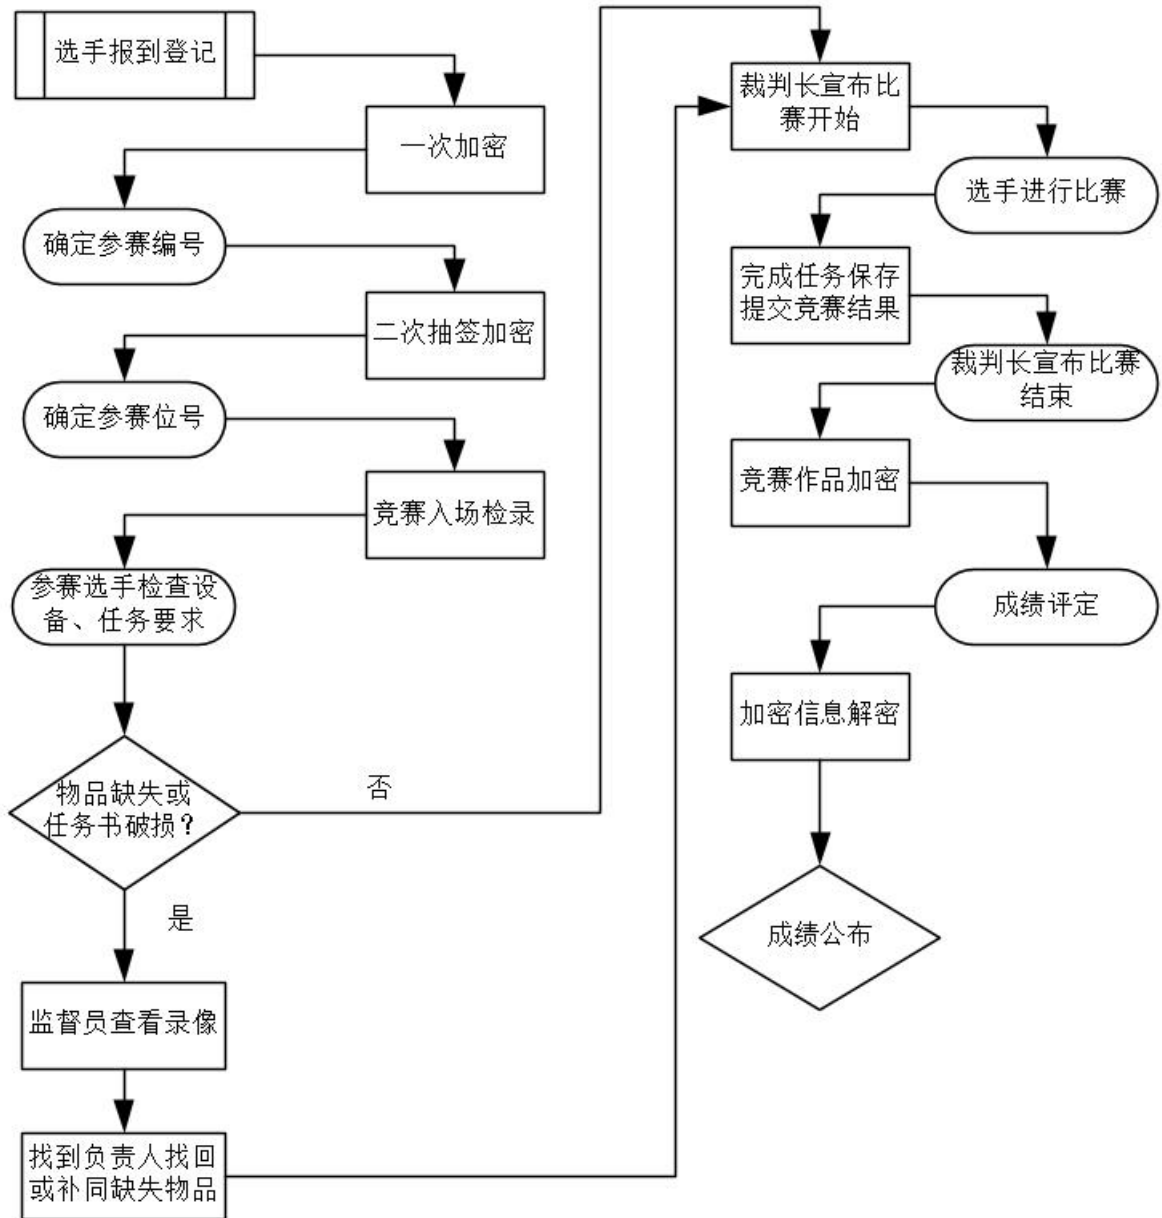 选手报到登记
一次加密
确定参赛编号
二次抽签加密
确定参赛位号
竞赛入场检录
参赛选手检查设
备、任务要求
物品缺失或
任务书破损？
否
是
监督员查看录像
找到负责人找回
或补同缺失物品
裁判长宣布比
赛开始
选手进行比赛
完成任务保存
提交竞赛结果
裁判长宣布比赛
结束
竞赛作品加密
成绩评定
加密信息解密
成绩公布